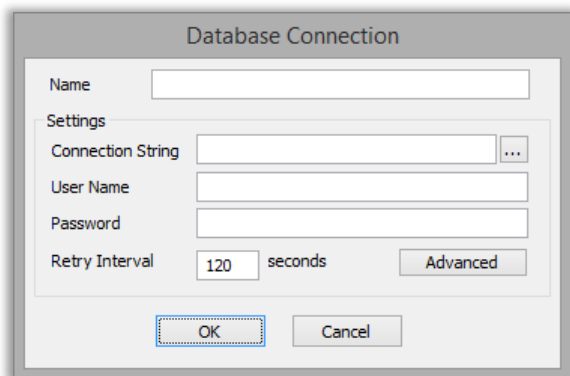 Database Connection
Name
Settings
Connection String ...
User Name
Password
Retry Interval 120 seconds Advanced
OK Cancel